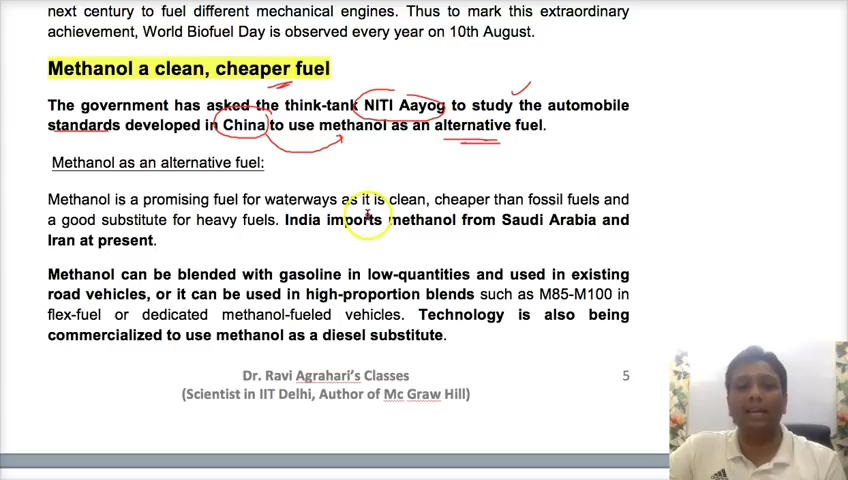 next century to fuel different mechanical engines. Thus to mark this extraordinary
achievement, World Biofuel Day is observed every year on 10th August.
Methanol a clean, cheaper fuel
The government has asked the think-tank NITI Aayog to study the automobile
standards developed in China to use methanol as an alternative fuel.
Methanol as an alternative fuel:
Methanol is a promising fuel for waterways as it is clean, cheaper than fossil fuels and
a good substitute for heavy fuels. India imports methanol from Saudi Arabia and
Iran at present.
Methanol can be blended with gasoline in low-quantities and used in existing
road vehicles, or it can be used in high-proportion blends such as M85-M100 in
flex-fuel or dedicated methanol-fueled vehicles. Technology is also being
commercialized to use methanol as a diesel substitute.
Dr. Ravi Agrahari's Classes
5
(Scientist in IIT Delhi, Author of Mc Graw Hill)